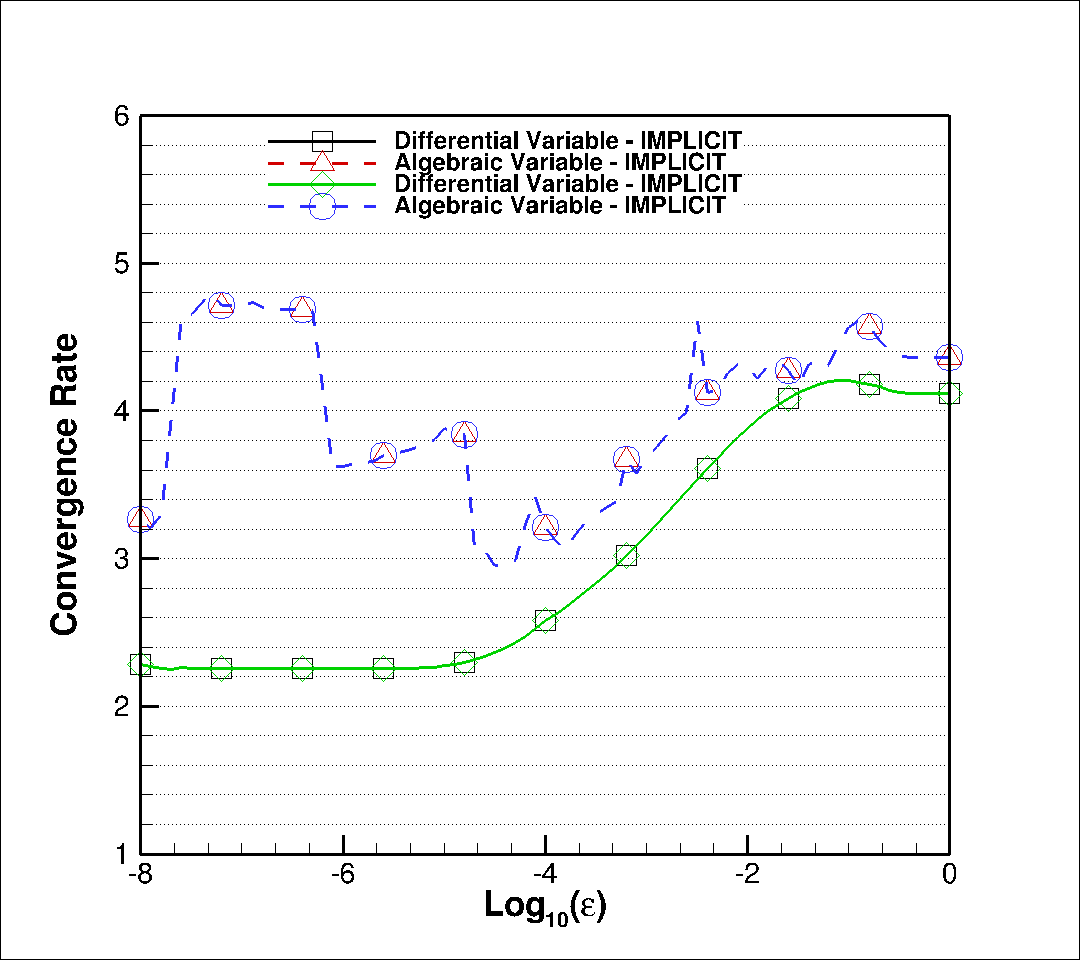 6
Differential Variable - IMPLICIT
Algebraic Variable - IMPLICIT
Differential Variable - IMPLICIT
Algebraic Variable - IMPLICIT
5
4
3
2
1
Convergence Rate
-8 -6 -4 -2 0
Log10(ε)